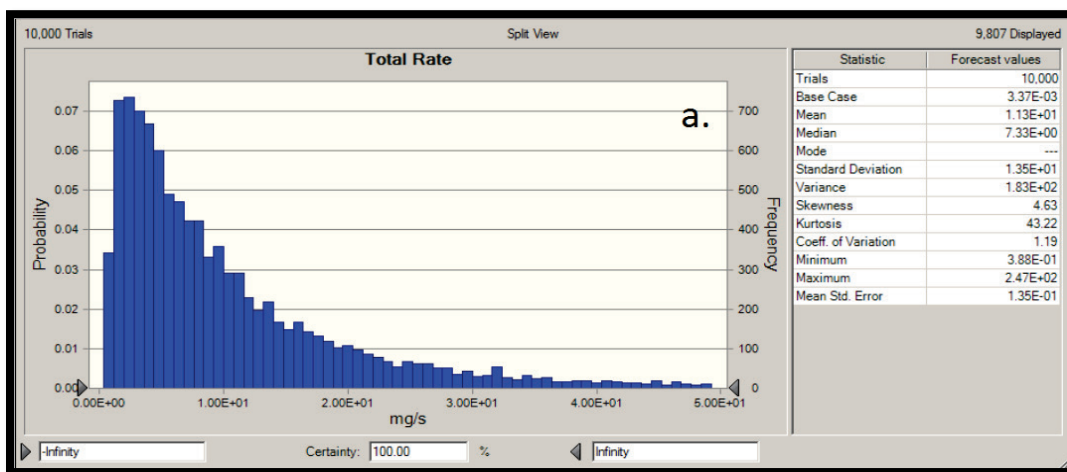 10,000 Trials Split View 9,807 Displayed
Total Rate
a.
Probability
0.07
0.06
0.05
0.04
0.03
0.02
0.01
0.00
700
600
500
400
300
200
100
0
Frequency
0.00E+00 1.00E+01 2.00E+01 3.00E+01 4.00E+01 5.00E+01
mg/s
Statistic Forecast values
Trials 10,000
Base Case 3.37E-03
Mean 1.13E+01
Median 7.33E+00
Mode ---
Standard Deviation 1.35E+01
Variance 1.83E+02
Skewness 4.63
Kurtosis 43.22
Coeff. of Variation 1.19
Minimum 3.88E-01
Maximum 2.47E+02
Mean Std. Error 1.35E-01
-Infinity Certainty: 100.00 % Infinity